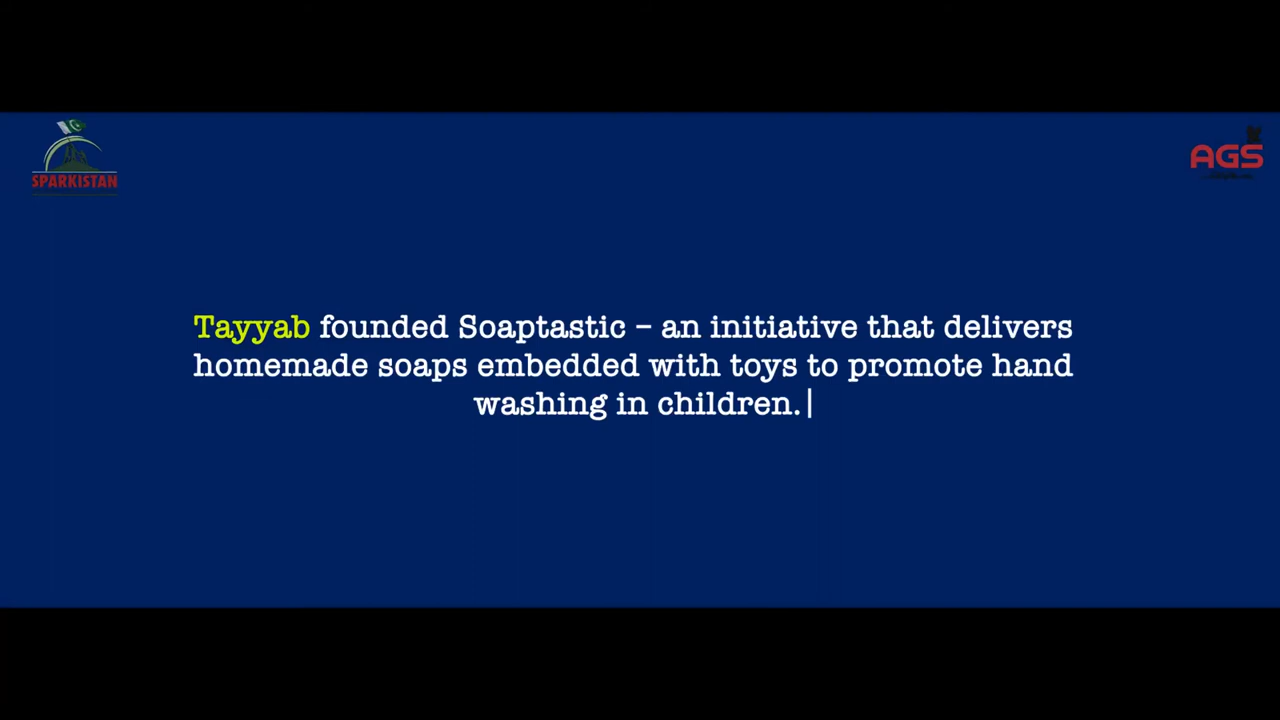 SPARKISTAN
AGS
Tayyab founded Soaptastic – an initiative that delivers
homemade soaps embedded with toys to promote hand
washing in children.